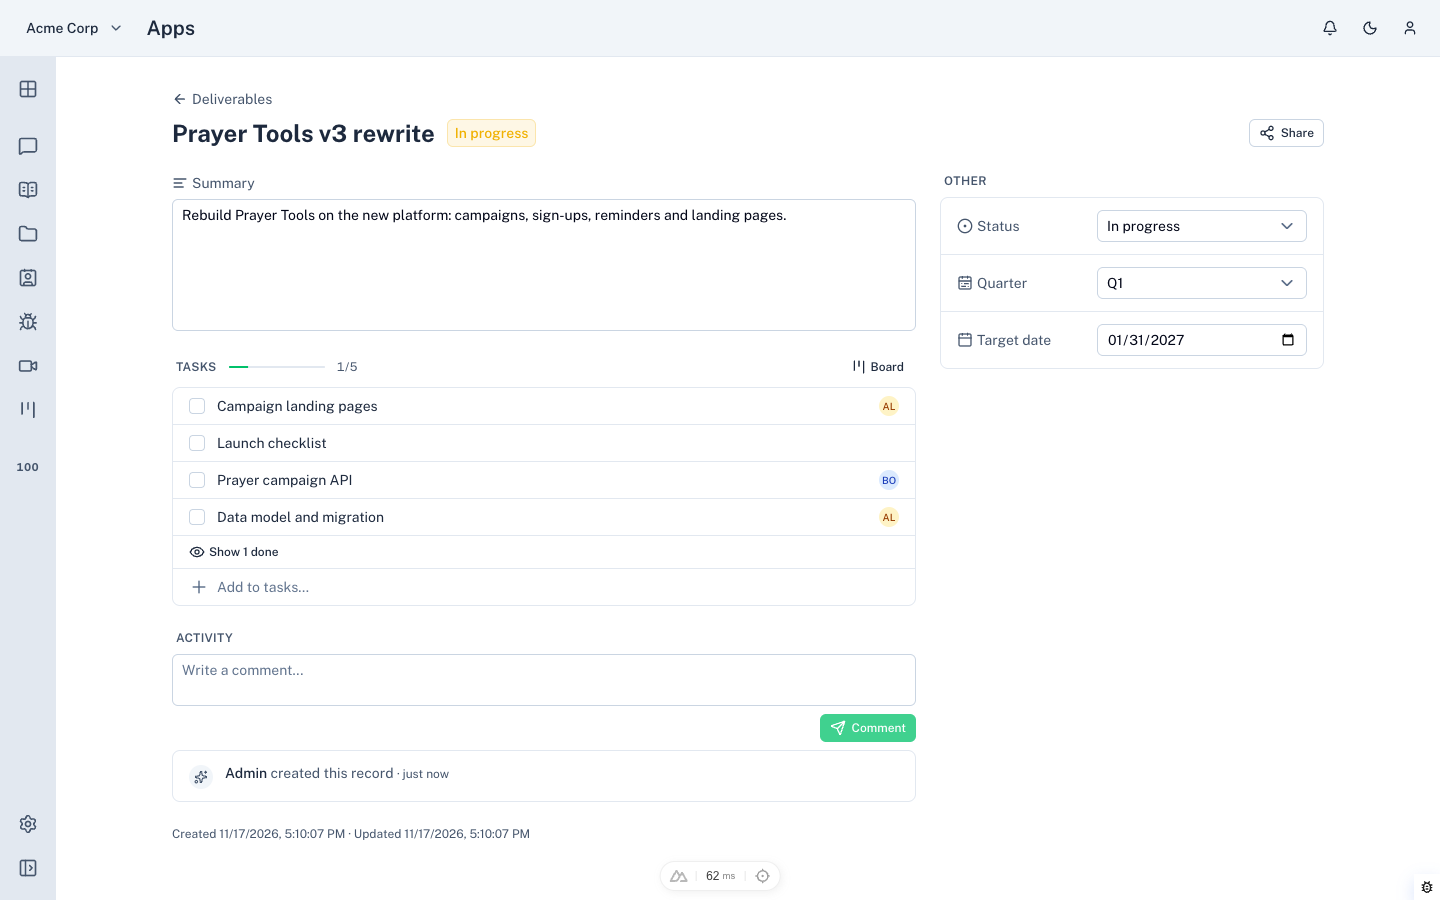 Acme Corp
Apps
Deliverables
Prayer Tools v3 rewrite
In progress
Share
Summary
Rebuild Prayer Tools on the new platform: campaigns, sign-ups, reminders and landing pages.
OTHER
Status
In progress
Quarter
Q1
Target date
01/31/2027
TASKS
1/5
Board
Campaign landing pages
AL
Launch checklist
Prayer campaign API
BO
Data model and migration
AL
Show 1 done
Add to tasks...
100
ACTIVITY
Write a comment...
Comment
Admin created this record · just now
Created 11/17/2026, 5:10:07 PM · Updated 11/17/2026, 5:10:07 PM
62 ms